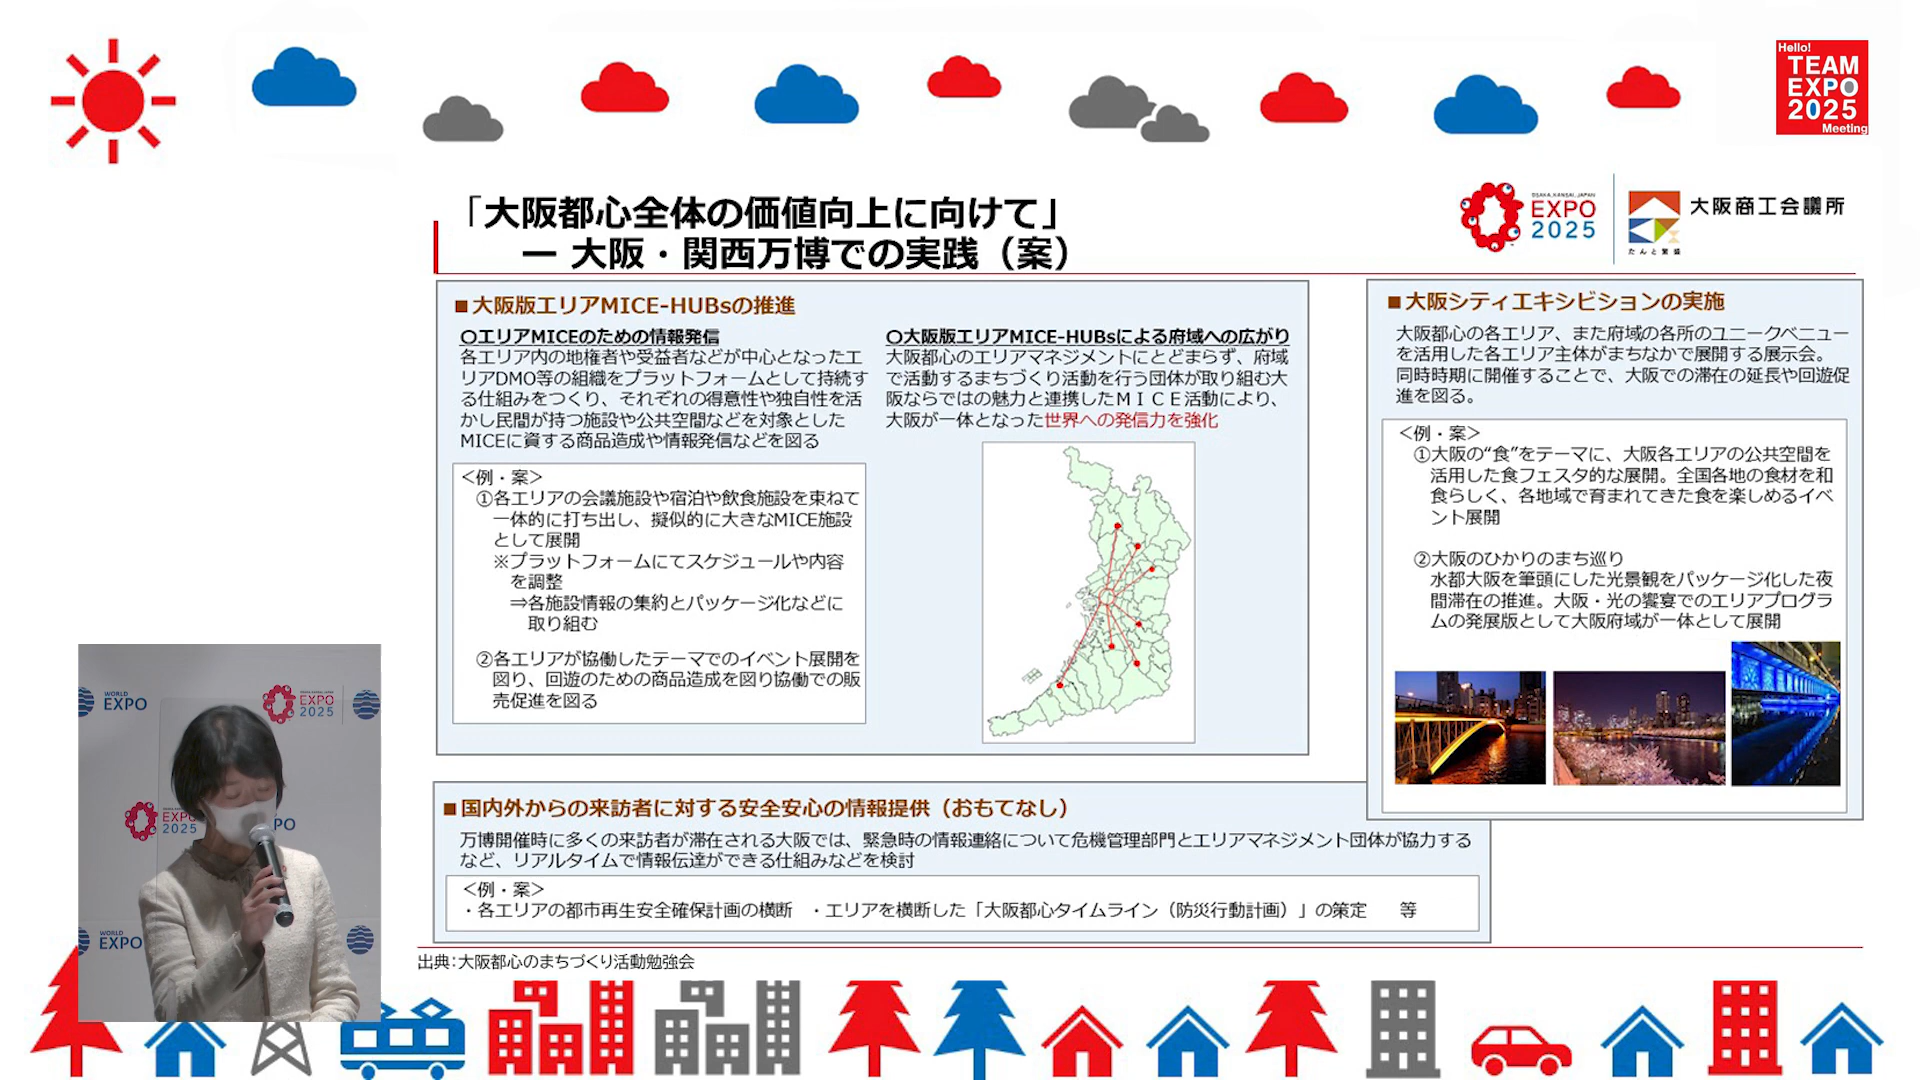 Hello!
TEAM
EXPO
2025
Meeting
「大阪都心全体の価値向上に向けて」
ー 大阪・関西万博での実践（案）
OSAKA, KANSAI, JAPAN
EXPO
2025
大阪商工会議所
たんと繁盛
■大阪版エリアMICE-HUBsの推進
〇エリアMICEのための情報発信
各エリア内の地権者や受益者などが中心となったエ
リアDMO等の組織をプラットフォームとして持続す
る仕組みをつくり、それぞれの得意性や独自性を活
かし民間が持つ施設や公共空間などを対象とした
MICEに資する商品造成や情報発信などを図る
＜例・案＞
①各エリアの会議施設や宿泊や飲食施設を束ねて
一体的に打ち出し、擬似的に大きなMICE施設
として展開
※プラットフォームにてスケジュールや内容
を調整
⇒各施設情報の集約とパッケージ化などに
取り組む
②各エリアが協働したテーマでのイベント展開を
図り、回遊のための商品造成を図り協働での販
売促進を図る
〇大阪版エリアMICE-HUBsによる府域への広がり
大阪都心のエリアマネジメントにとどまらず、府域
で活動するまちづくり活動を行う団体が取り組む大
阪ならではの魅力と連携したＭＩＣＥ活動により、
大阪が一体となった世界への発信力を強化
■大阪シティエキシビションの実施
大阪都心の各エリア、また府域の各所のユニークベニュー
を活用した各エリア主体がまちなかで展開する展示会。
同時時期に開催することで、大阪での滞在の延長や回遊促
進を図る。
＜例・案＞
①大阪の“食”をテーマに、大阪各エリアの公共空間を
活用した食フェスタ的な展開。全国各地の食材を和
食らしく、各地域で育まれてきた食を楽しめるイベ
ント展開
②大阪のひかりのまち巡り
水都大阪を筆頭にした光景観をパッケージ化した夜
間滞在の推進。大阪・光の饗宴でのエリアプログラ
ムの発展版として大阪府域が一体として展開
■国内外からの来訪者に対する安全安心の情報提供（おもてなし）
万博開催時に多くの来訪者が滞在される大阪では、緊急時の情報連絡について危機管理部門とエリアマネジメント団体が協力する
など、リアルタイムで情報伝達ができる仕組みなどを検討
＜例・案＞
・各エリアの都市再生安全確保計画の横断　・エリアを横断した「大阪都心タイムライン（防災行動計画）」の策定　等
出典：大阪都心のまちづくり活動勉強会
WORLD
EXPO
EXPO
2025
EXPO
2025
PO
WORLD
EXPO